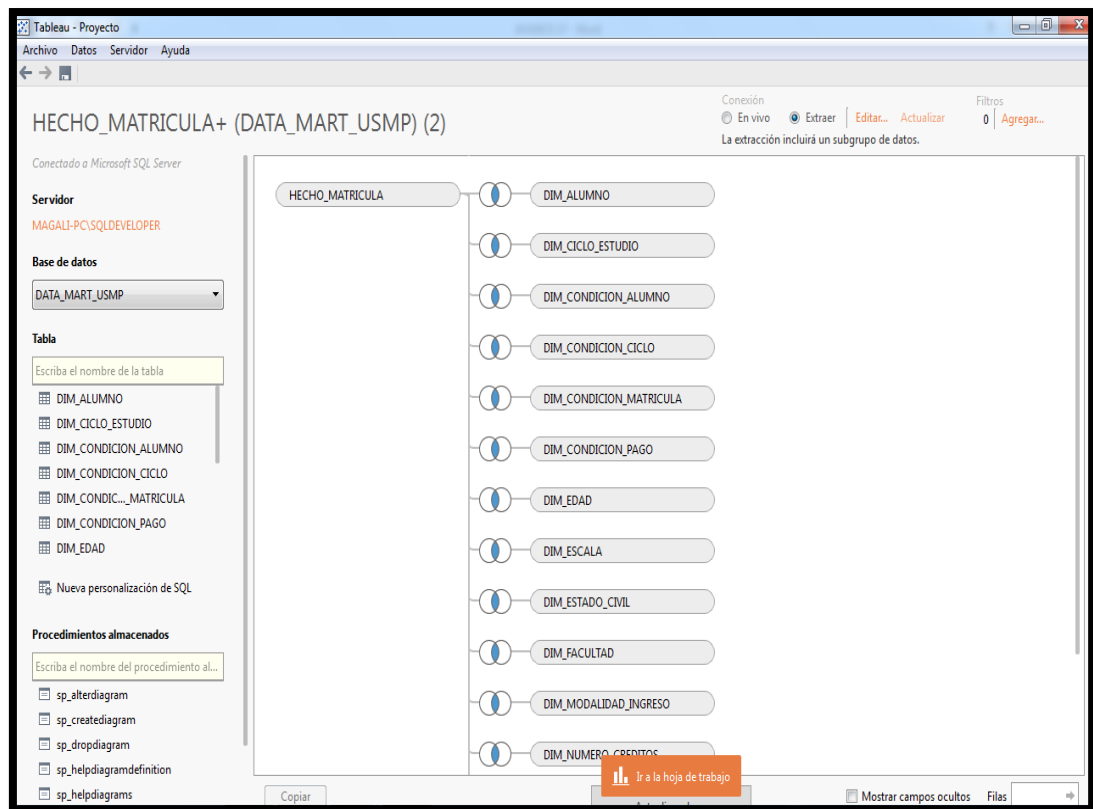 Tableau - Proyecto
Archivo Datos Servidor Ayuda
HECHO_MATRICULA+ (DATA_MART_USMP) (2)
Conexión
En vivo Extraer Editar... Actualizar
La extracción incluirá un subgrupo de datos.
Filtros
0 Agregar...
Conectado a Microsoft SQL Server
Servidor
MAGALI-PC\SQLDEVELOPER
Base de datos
DATA_MART_USMP
Tabla
Escriba el nombre de la tabla
DIM_ALUMNO
DIM_CICLO_ESTUDIO
DIM_CONDICION_ALUMNO
DIM_CONDICION_CICLO
DIM_CONDIC..._MATRICULA
DIM_CONDICION_PAGO
DIM_EDAD
Nueva personalización de SQL
Procedimientos almacenados
Escriba el nombre del procedimiento al...
sp_alterdiagram
sp_creatediagram
sp_dropdiagram
sp_helpdiagramdefinition
sp_helpdiagrams
HECHO_MATRICULA
DIM_ALUMNO
DIM_CICLO_ESTUDIO
DIM_CONDICION_ALUMNO
DIM_CONDICION_CICLO
DIM_CONDICION_MATRICULA
DIM_CONDICION_PAGO
DIM_EDAD
DIM_ESCALA
DIM_ESTADO_CIVIL
DIM_FACULTAD
DIM_MODALIDAD_INGRESO
DIM_NUMERO_CREDITOS
Ir a la hoja de trabajo
Copiar
Mostrar campos ocultos Filas